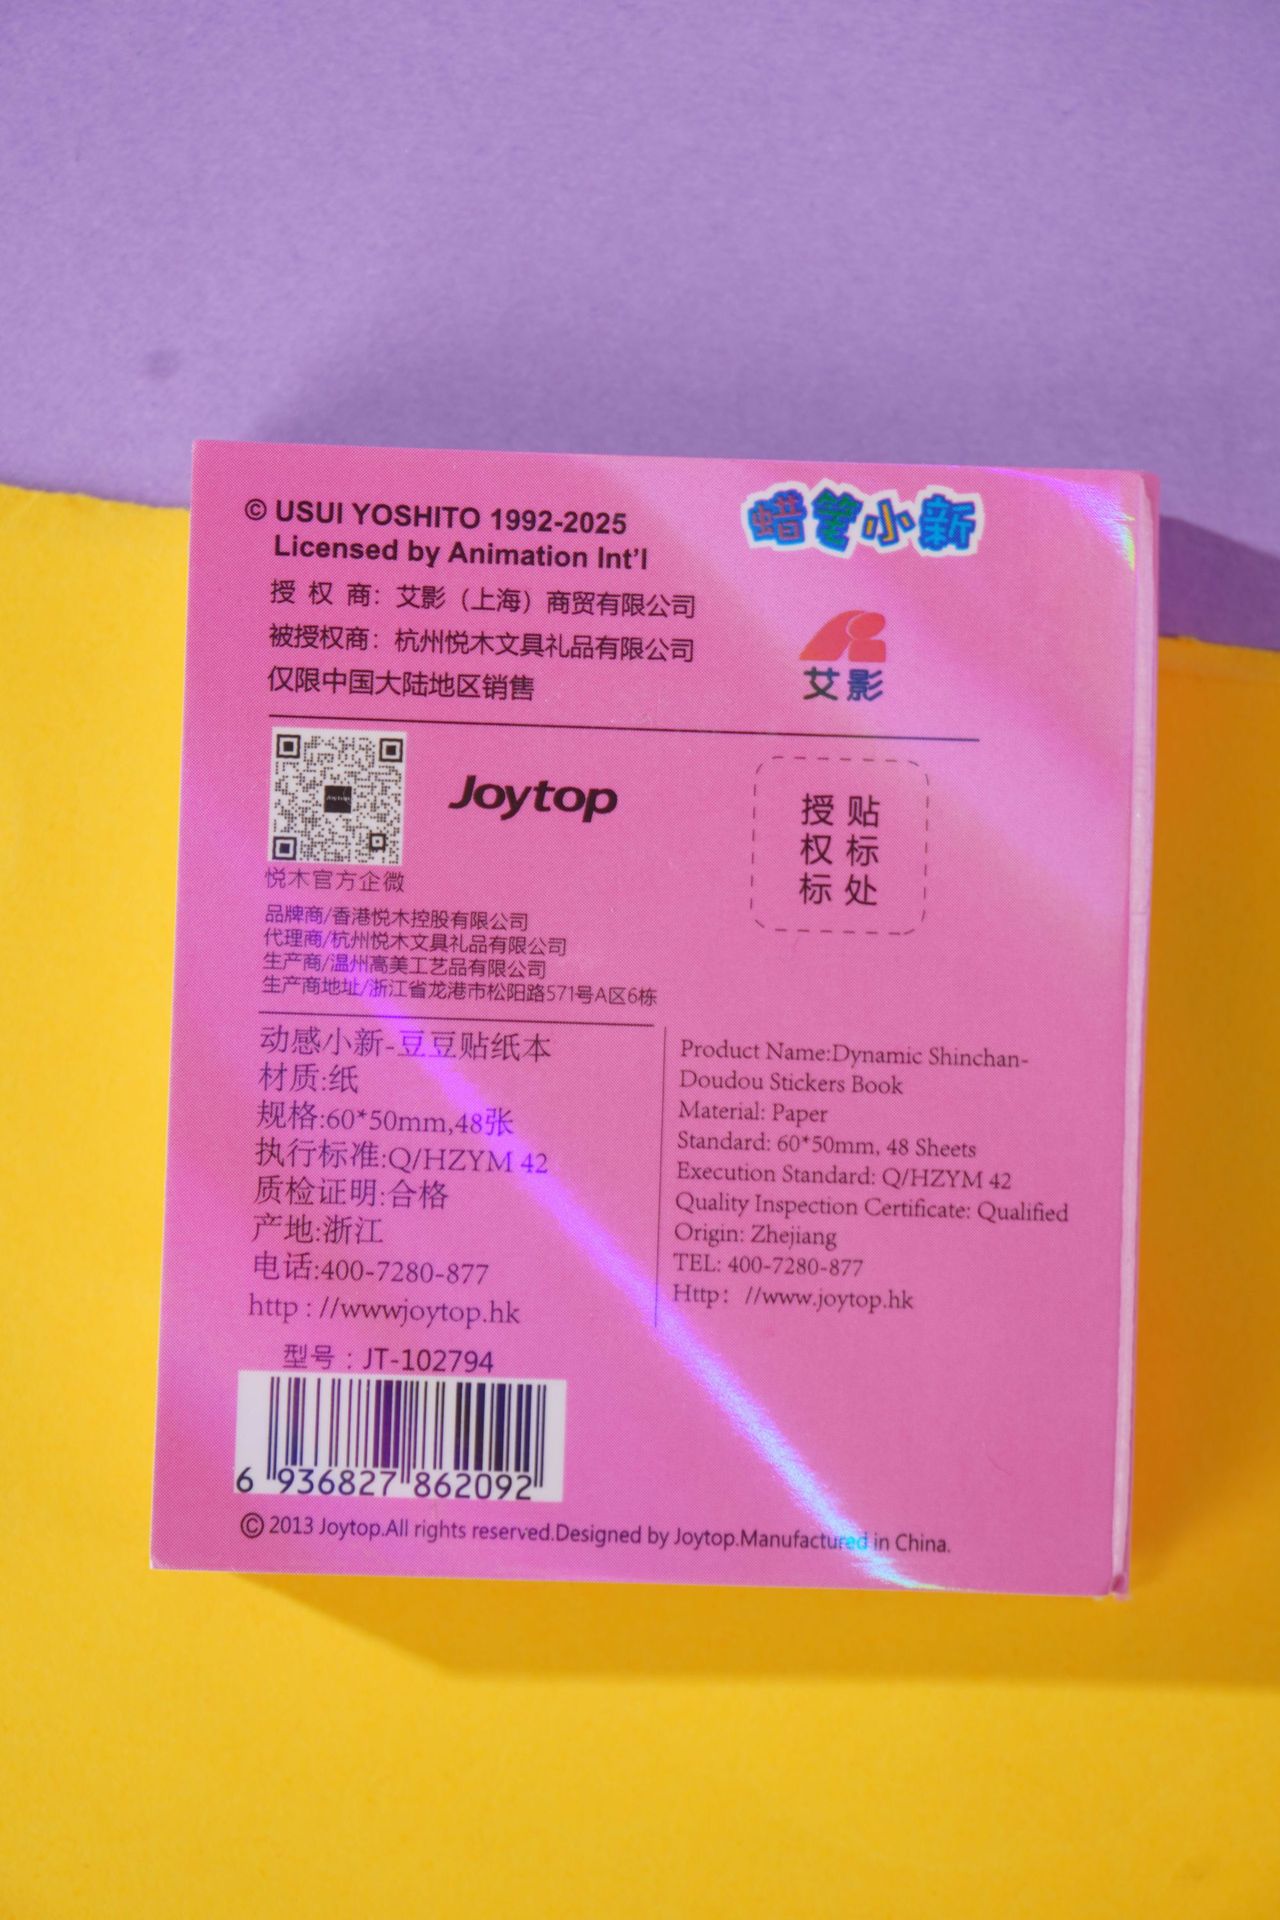 © USUI YOSHITO 1992-2025
Licensed by Animation Int'l
授 权 商：艾影（上海）商贸有限公司
被授权商：杭州悦木文具礼品有限公司
仅限中国大陆地区销售
蜡笔小新
艾影
Joytop
悦木官方企微
贴标处
授权标
品牌商/香港悦木控股有限公司
代理商/杭州悦木文具礼品有限公司
生产商/温州高美工艺品有限公司
生产商地址/浙江省龙港市松阳路571号A区6栋
动感小新-豆豆贴纸本
材质:纸
规格:60*50mm,48张
执行标准:Q/HZYM 42
质检证明:合格
产地:浙江
电话:400-7280-877
http : //wwwjoytop.hk
Product Name:Dynamic Shinchan-
Doudou Stickers Book
Material: Paper
Standard: 60*50mm, 48 Sheets
Execution Standard: Q/HZYM 42
Quality Inspection Certificate: Qualified
Origin: Zhejiang
TEL: 400-7280-877
Http： //www.joytop.hk
型号 : JT-102794
6 936827 862092
© 2013 Joytop.All rights reserved.Designed by Joytop.Manufactured in China.